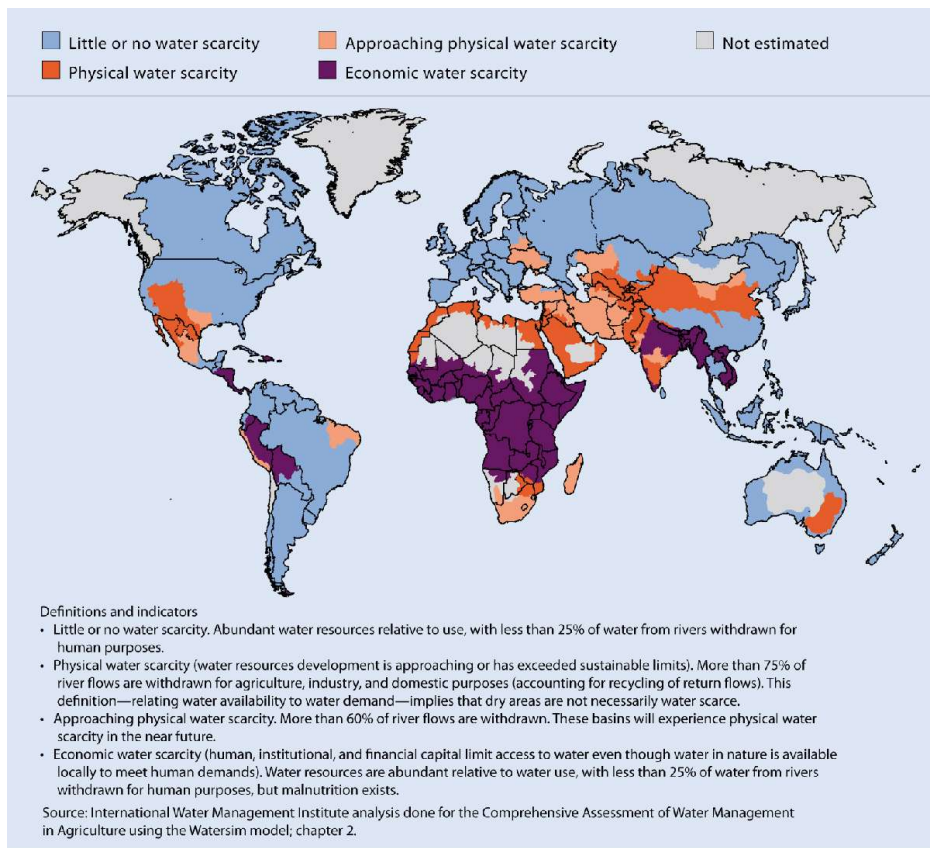 Little or no water scarcity
Approaching physical water scarcity
Not estimated
Physical water scarcity
Economic water scarcity
Definitions and indicators
• Little or no water scarcity. Abundant water resources relative to use, with less than 25% of water from rivers withdrawn for
human purposes.
• Physical water scarcity (water resources development is approaching or has exceeded sustainable limits). More than 75% of
river flows are withdrawn for agriculture, industry, and domestic purposes (accounting for recycling of return flows). This
definition—relating water availability to water demand—implies that dry areas are not necessarily water scarce.
• Approaching physical water scarcity. More than 60% of river flows are withdrawn. These basins will experience physical water
scarcity in the near future.
• Economic water scarcity (human, institutional, and financial capital limit access to water even though water in nature is available
locally to meet human demands). Water resources are abundant relative to water use, with less than 25% of water from rivers
withdrawn for human purposes, but malnutrition exists.
Source: International Water Management Institute analysis done for the Comprehensive Assessment of Water Management
in Agriculture using the Watersim model; chapter 2.